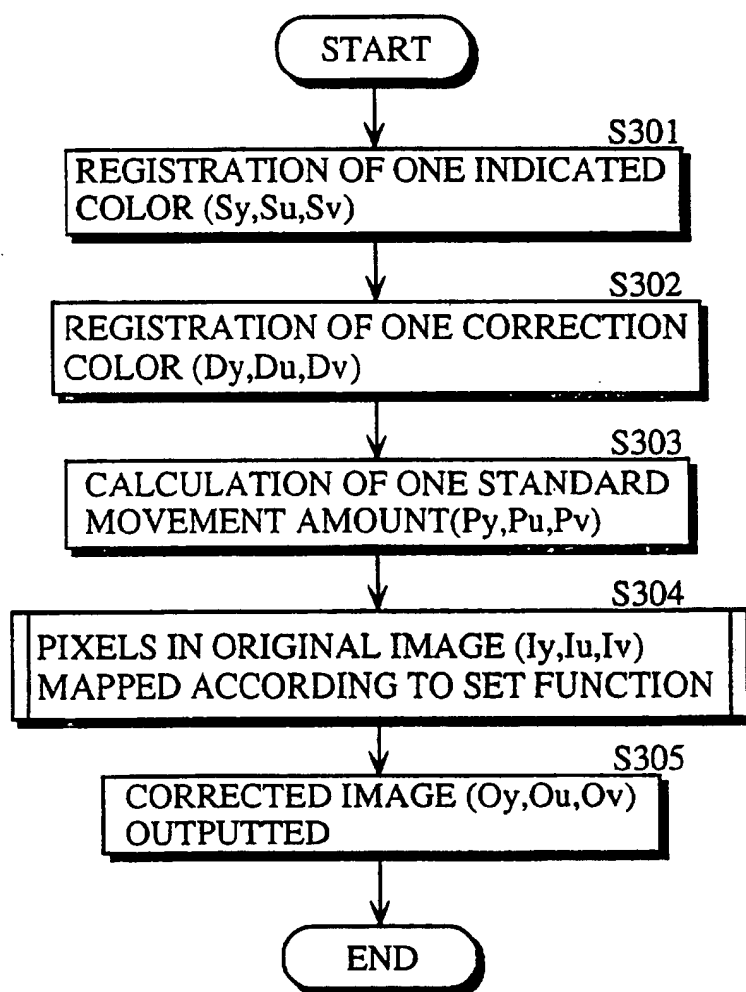 START
S301
REGISTRATION OF ONE INDICATED
COLOR (Sy,Su,Sv)
S302
REGISTRATION OF ONE CORRECTION
COLOR (Dy,Du,Dv)
S303
CALCULATION OF ONE STANDARD
MOVEMENT AMOUNT(Py,Pu,Pv)
S304
PIXELS IN ORIGINAL IMAGE (Iy,Iu,Iv)
MAPPED ACCORDING TO SET FUNCTION
S305
CORRECTED IMAGE (Oy,Ou,Ov)
OUTPUTTED
END